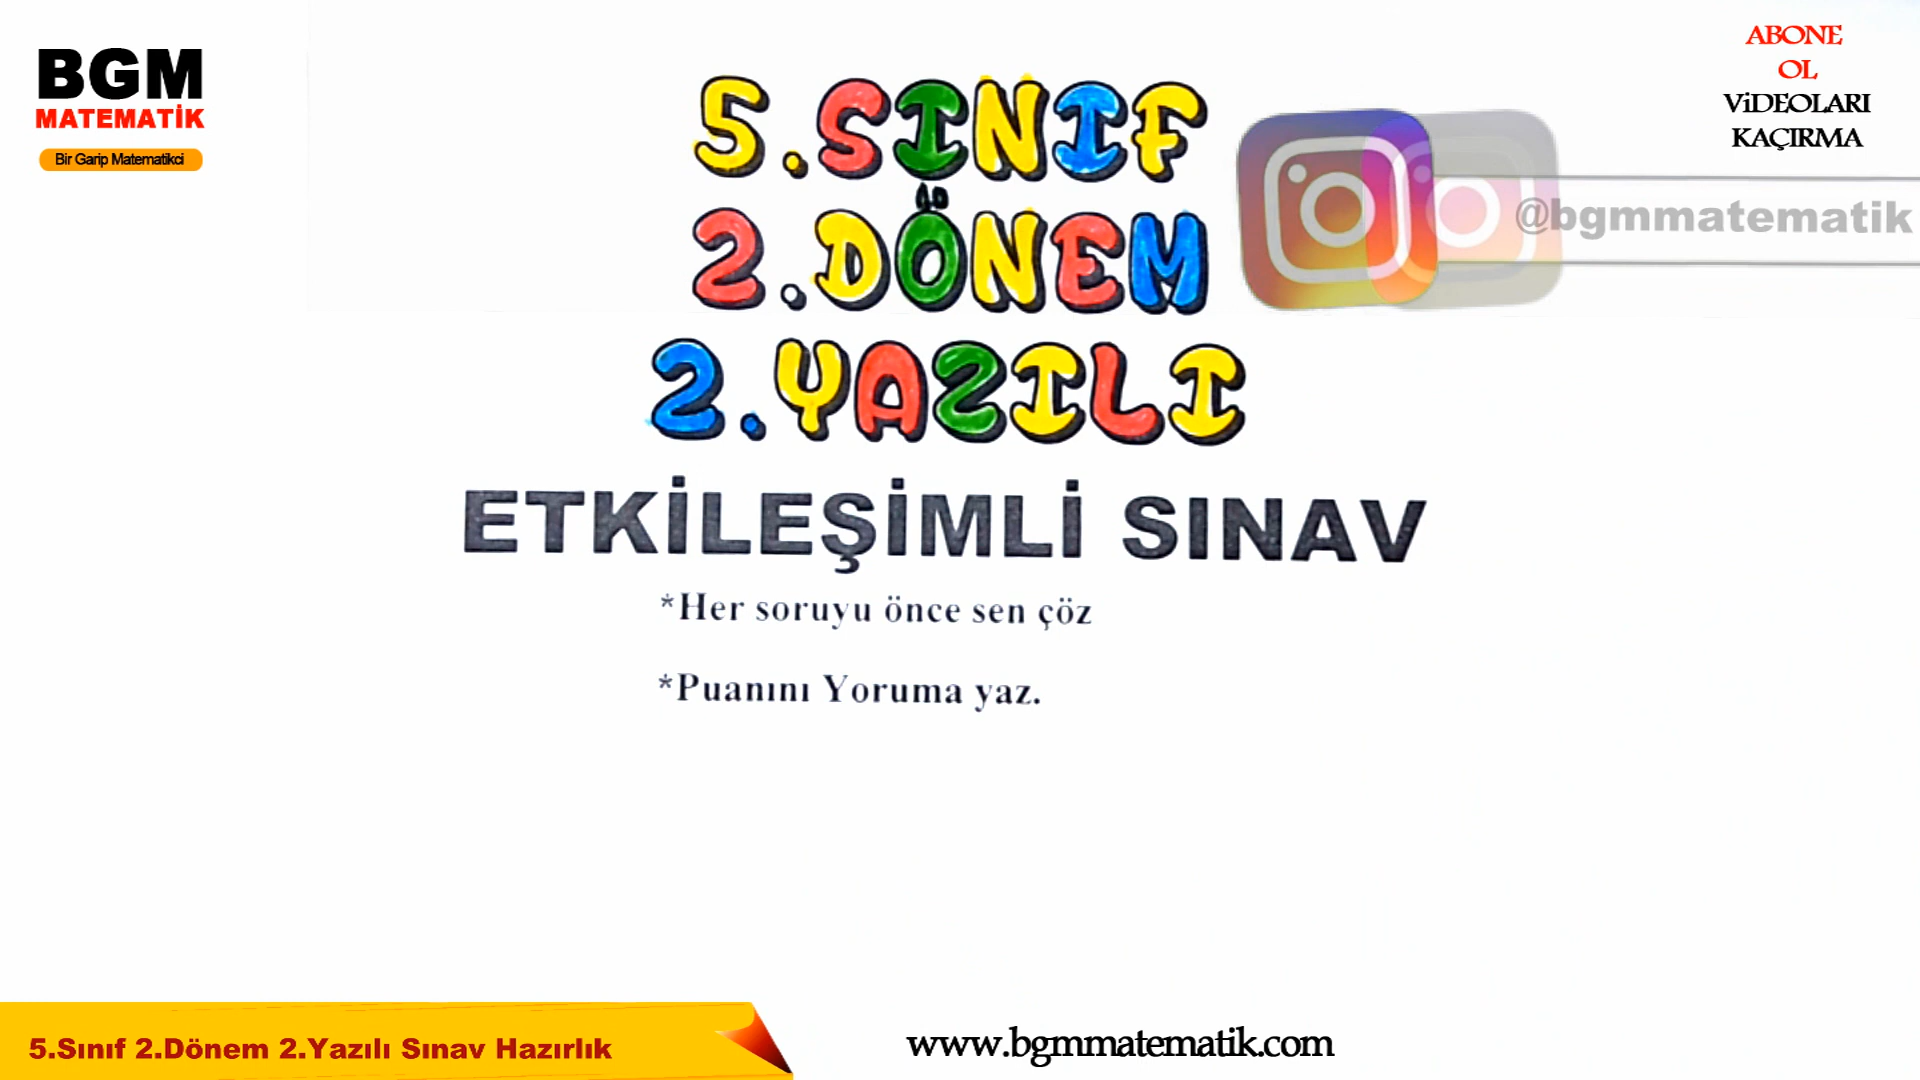 BGM
MATEMATİK
Bir Garip Matematikci
ABONE
OL
ViDEOLARI
KAÇIRMA
5.SINIF
2.DÖNEM
2.YAZILI
@bgmmatematik
ETKİLEŞİMLİ SINAV
*Her soruyu önce sen çöz
*Puanını Yoruma yaz.
5.Sınıf 2.Dönem 2.Yazılı Sınav Hazırlık
www.bgmmatematik.com